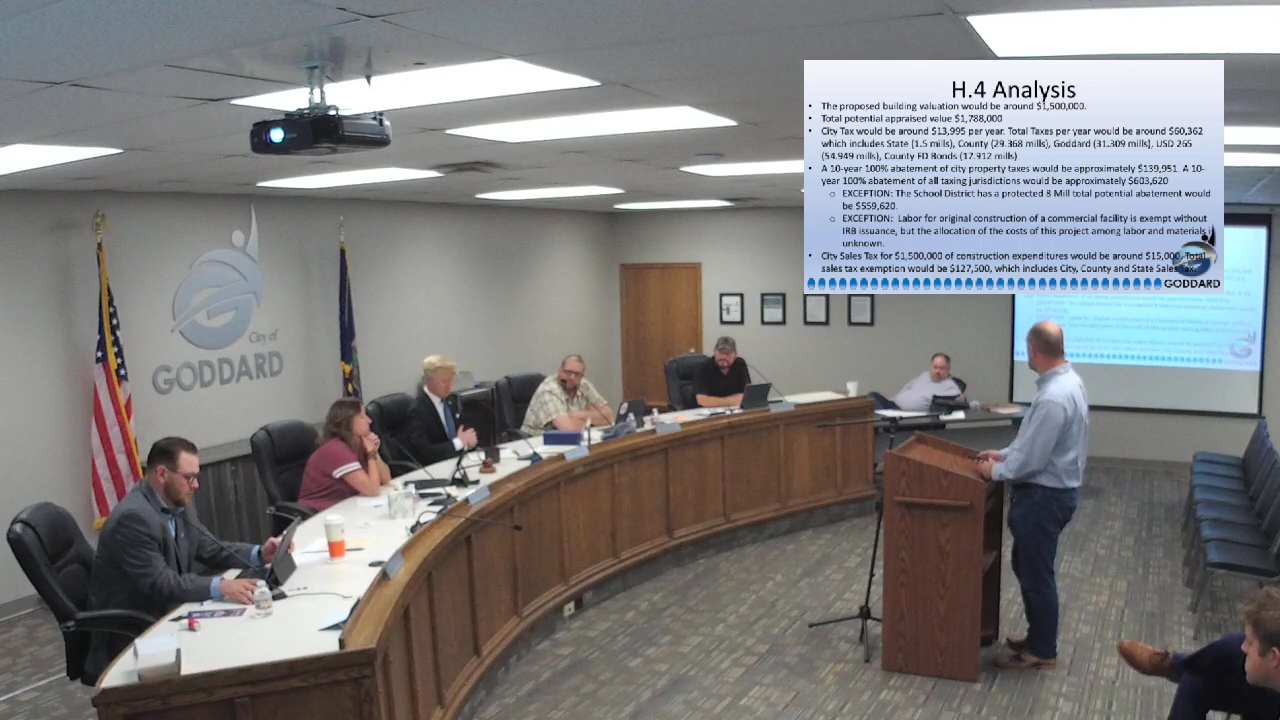 H.4 Analysis
• The proposed building valuation would be around $1,500,000.
• Total potential appraised value $1,788,000
• City Tax would be around $13,995 per year. Total Taxes per year would be around $60,362
which includes State (1.5 mills), County (29.368 mills), Goddard (31.309 mills), USD 265
(54.949 mills), County FD Bonds (17.912 mills)
• A 10-year 100% abatement of city property taxes would be approximately $139,951. A 10-
year 100% abatement of all taxing jurisdictions would be approximately $603,620
o EXCEPTION: The School District has a protected 8 Mill total potential abatement would
be $559,620.
o EXCEPTION: Labor for original construction of a commercial facility is exempt without
IRB issuance, but the allocation of the costs of this project among labor and materials i
unknown.
• City Sales Tax for $1,500,000 of construction expenditures would be around $15,000. Total
sales tax exemption would be $127,500, which includes City, County and State Sales Tax.
GODDARD
City of
GODDARD